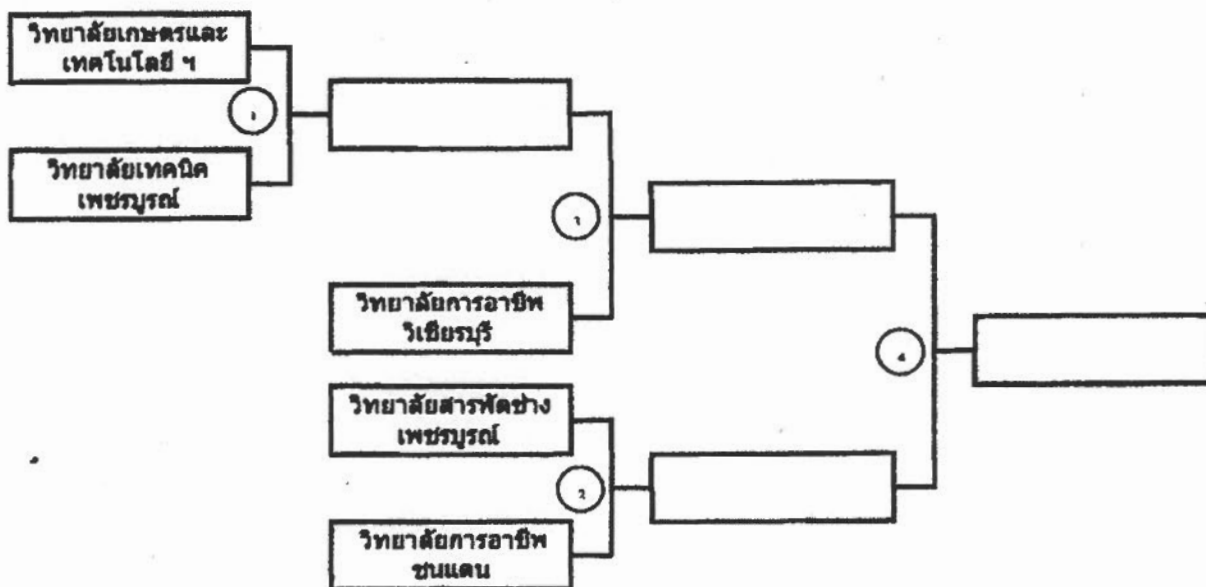 วิทยาลัยเกษตรและ
เทคโนโลยี ฯ
วิทยาลัยเทคนิค
เพชรบูรณ์
วิทยาลัยการอาชีพ
วิเชียรบุรี
4
วิทยาลัยสารพัดช่าง
เพชรบูรณ์
2
วิทยาลัยการอาชีพ
ชนแดน